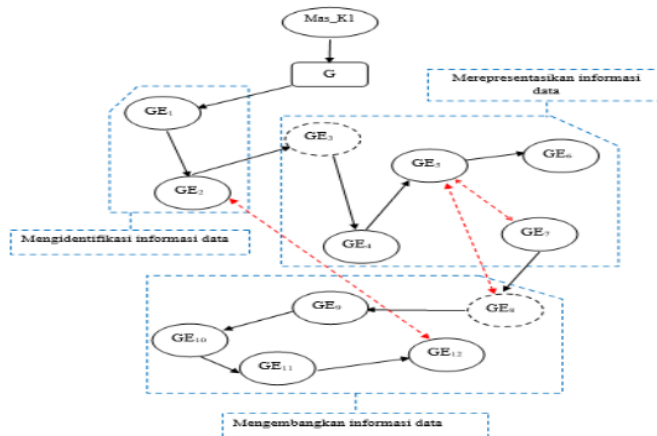 Mas_K1
G
Merepresentasikan informasi
data
GE₁
GE₃
GE₅
GE₆
GE₂
GE₄
GE₇
Mengidentifikasi informasi data
GE₈
GE₉
GE₁₀
GE₁₁
GE₁₂
Mengembangkan informasi data